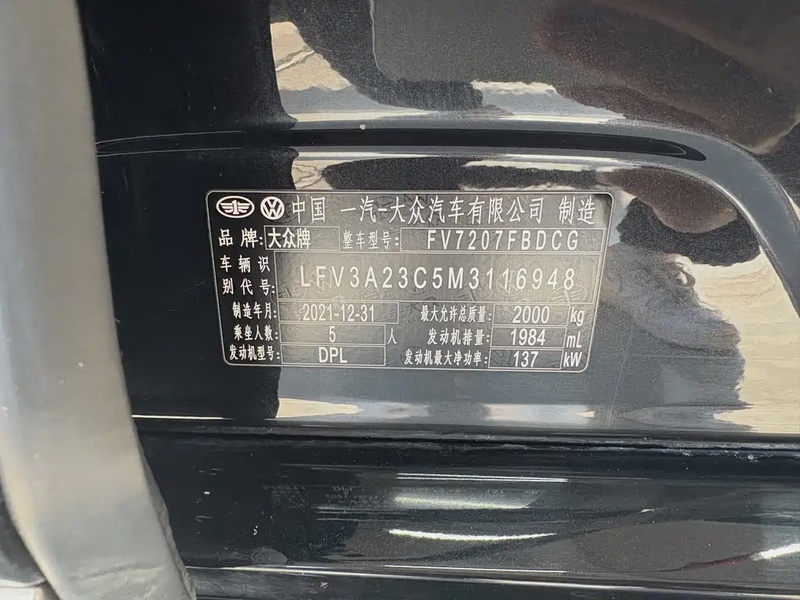 中国 一汽-大众汽车有限公司 制造
品牌: 大众牌 整车型号: FV7207FBDCG
车辆识别代号: LFV3A23C5M3116948
制造年月: 2021-12-31 最大允许总质量: 2000 kg
乘坐人数: 5 人 发动机排量: 1984 mL
发动机型号: DPL 发动机最大净功率: 137 kW